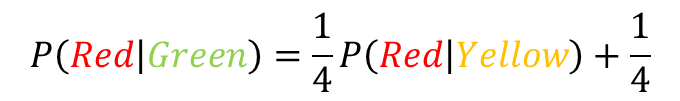 P(Red|Green) = 1/4 P(Red|Yellow) + 1/4